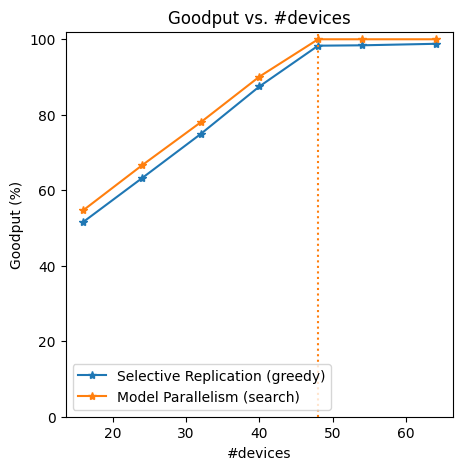 Goodput vs. #devices
100
80
60
40
20
0
Goodput (%)
Selective Replication (greedy)
Model Parallelism (search)
20
30
40
50
60
#devices